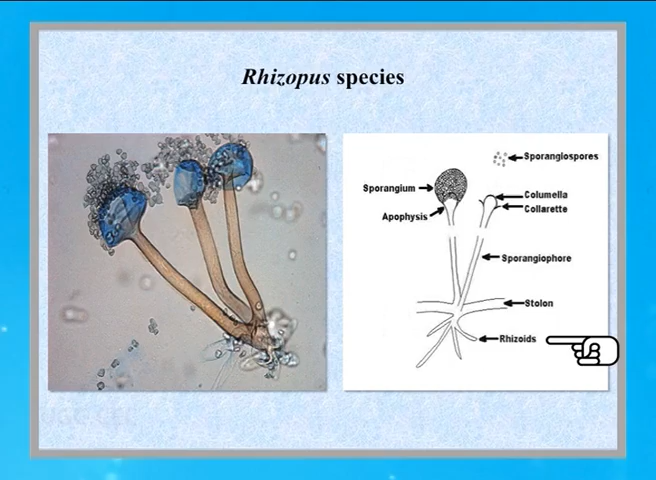 Rhizopus species
Sporangiospores
Sporangium
Columella
Collarette
Apophysis
Sporangiophore
Stolon
Rhizoids